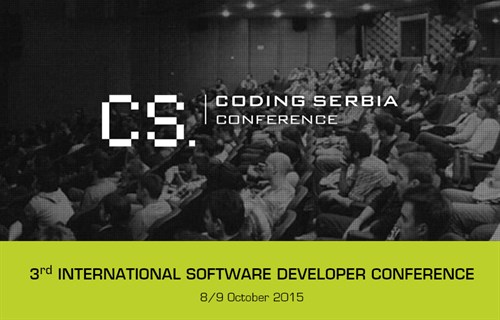 CS.
CODING SERBIA
CONFERENCE
3rd INTERNATIONAL SOFTWARE DEVELOPER CONFERENCE
8/9 October 2015